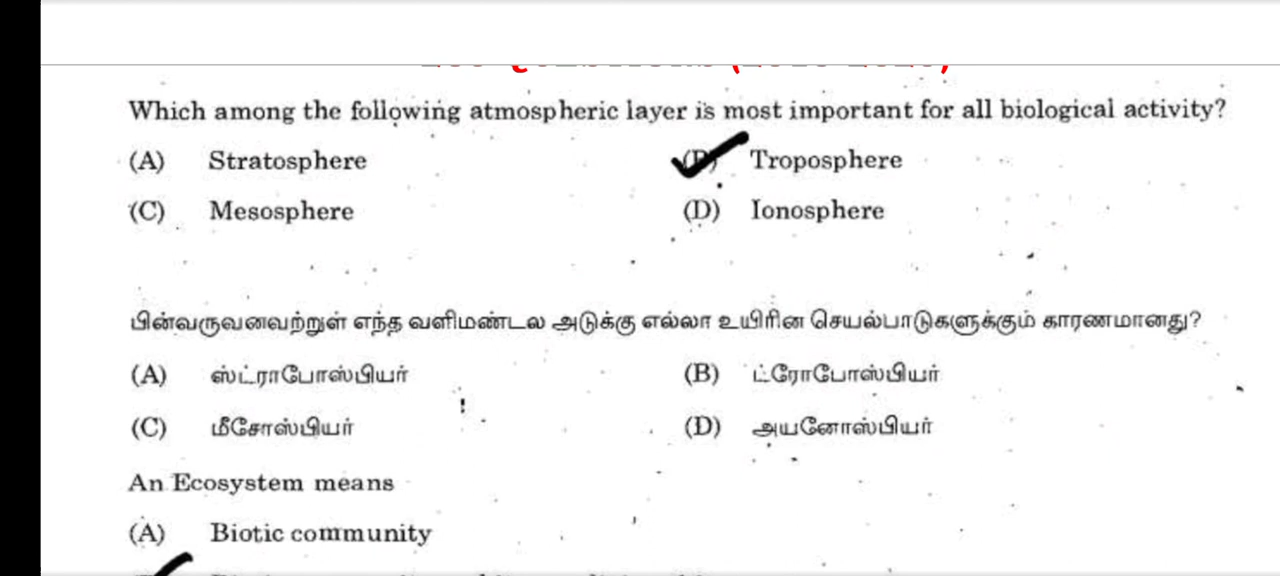 Which among the following atmospheric layer is most important for all biological activity?
(A) Stratosphere (B) Troposphere
(C) Mesosphere (D) Ionosphere
பின்வருவனவற்றுள் எந்த வளிமண்டல அடுக்கு எல்லா உயிரின செயல்பாடுகளுக்கும் காரணமானது?
(A) ஸ்ட்ராபோஸ்பியர் (B) ட்ரோபோஸ்பியர்
(C) மீசோஸ்பியர் (D) அயனோஸ்பியர்
An Ecosystem means
(A) Biotic community